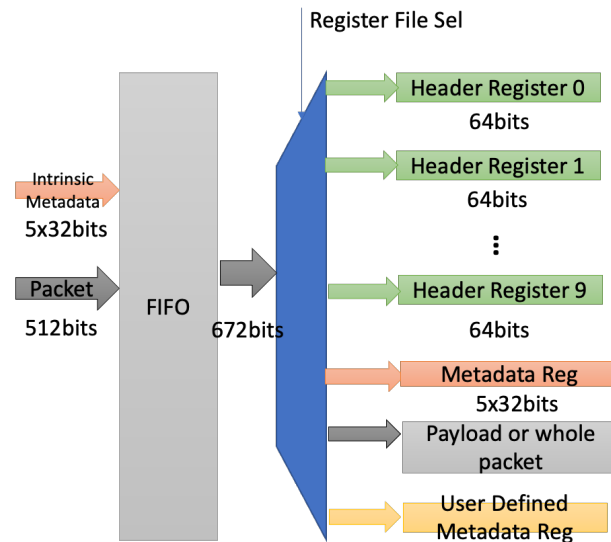 Register File Sel
Intrinsic
Metadata
5x32bits
Packet
512bits
FIFO
672bits
Header Register 0
64bits
Header Register 1
64bits
...
Header Register 9
64bits
Metadata Reg
5x32bits
Payload or whole
packet
User Defined
Metadata Reg